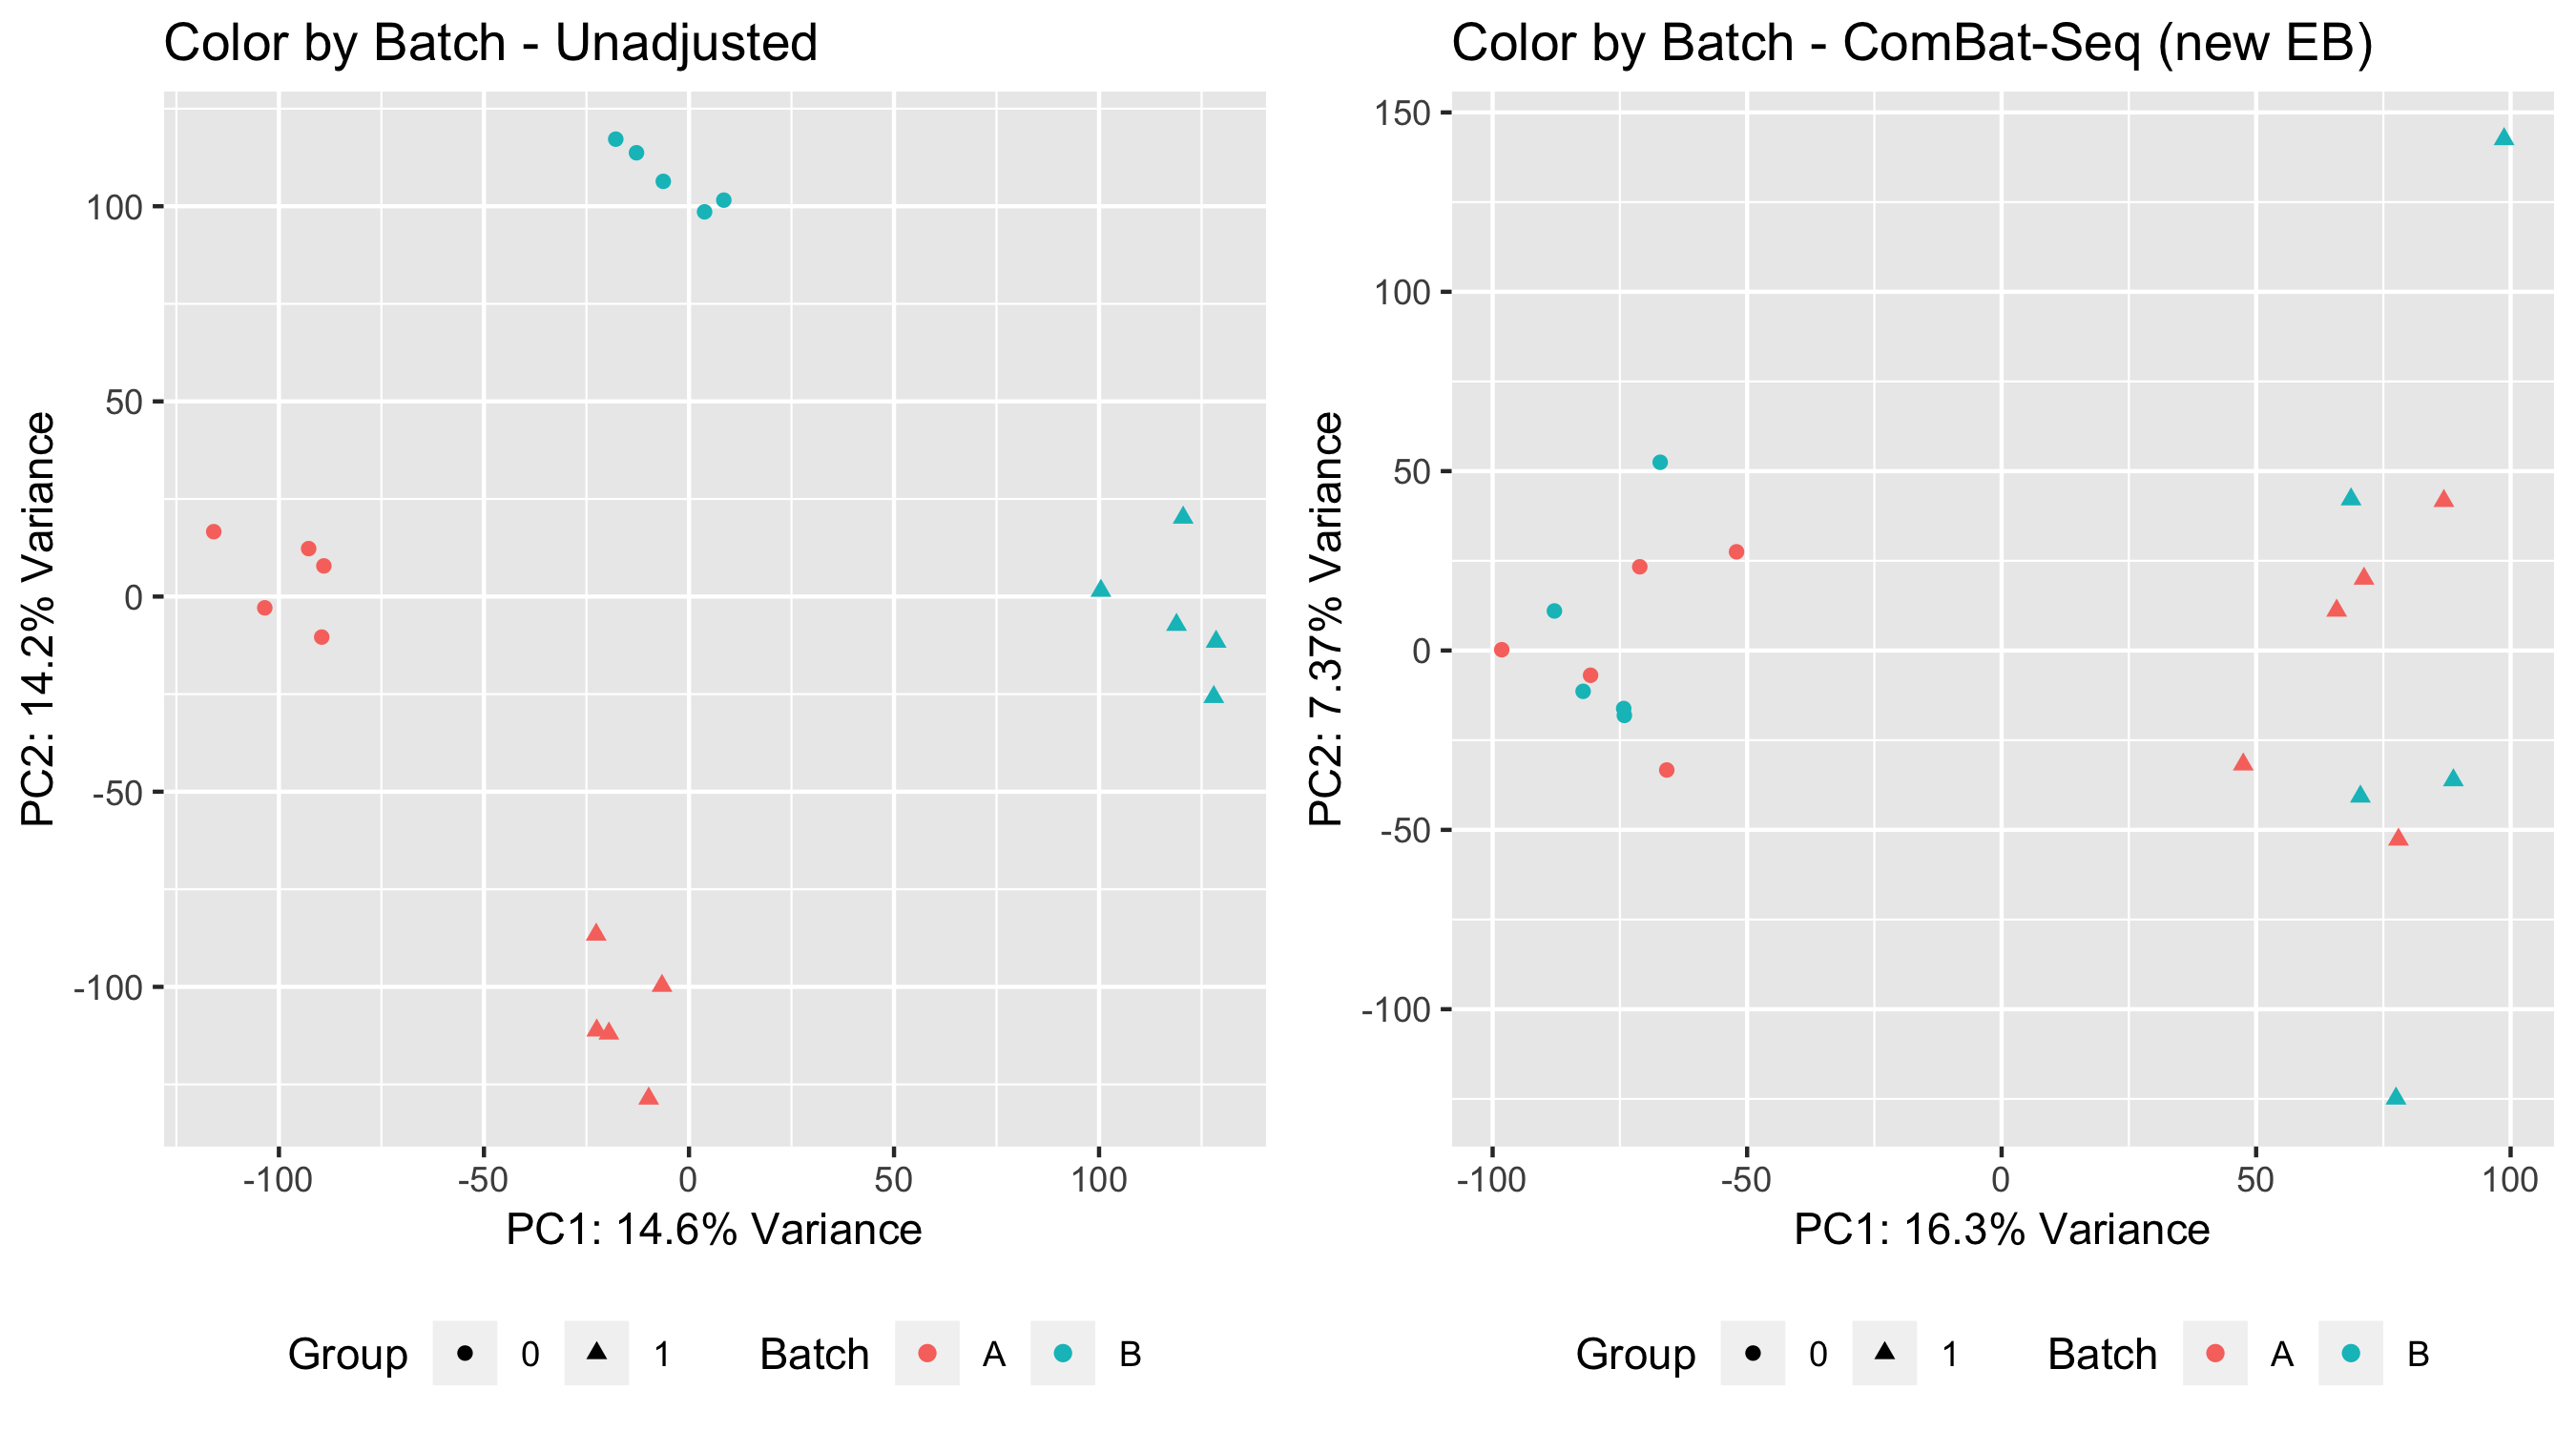 Color by Batch - Unadjusted
100
50
0
-50
-100
PC2: 14.2% Variance
-100 -50 0 50 100
PC1: 14.6% Variance
Group 0 1 Batch A B
Color by Batch - ComBat-Seq (new EB)
150
100
50
0
-50
-100
PC2: 7.37% Variance
-100 -50 0 50 100
PC1: 16.3% Variance
Group 0 1 Batch A B